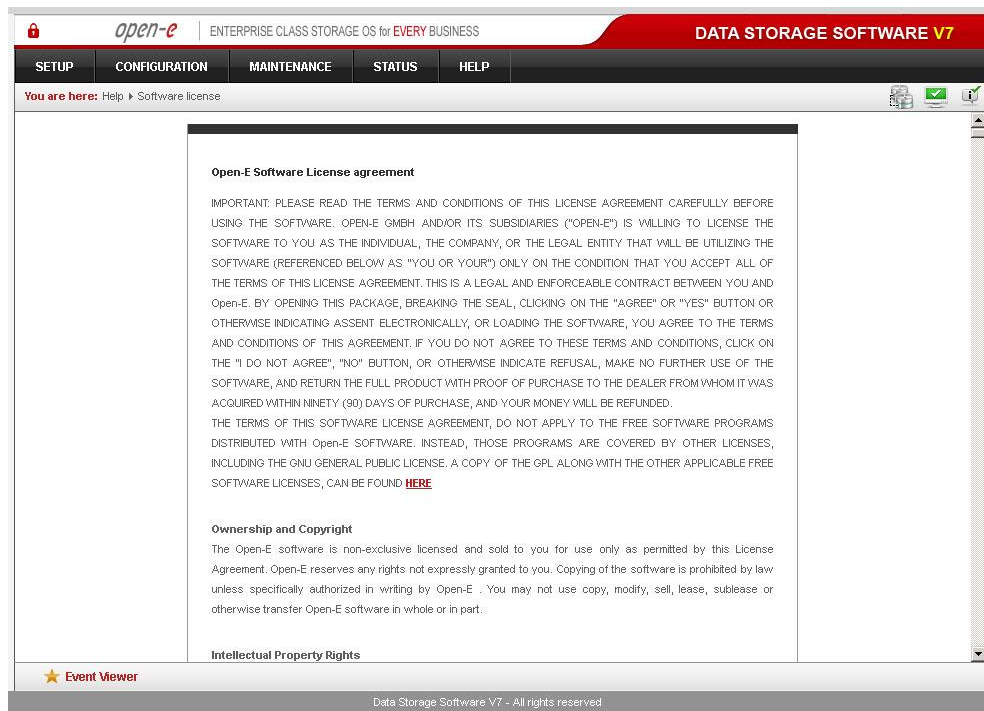 open-e ENTERPRISE CLASS STORAGE OS for EVERY BUSINESS
DATA STORAGE SOFTWARE V7
SETUP CONFIGURATION MAINTENANCE STATUS HELP
You are here: Help Software license
Open-E Software License agreement
IMPORTANT: PLEASE READ THE TERMS AND CONDITIONS OF THIS LICENSE AGREEMENT CAREFULLY BEFORE
USING THE SOFTWARE. OPEN-E GMBH AND/OR ITS SUBSIDIARIES ("OPEN-E") IS WILLING TO LICENSE THE
SOFTWARE TO YOU AS THE INDIVIDUAL, THE COMPANY, OR THE LEGAL ENTITY THAT WILL BE UTILIZING THE
SOFTWARE (REFERENCED BELOW AS "YOU OR YOUR") ONLY ON THE CONDITION THAT YOU ACCEPT ALL OF
THE TERMS OF THIS LICENSE AGREEMENT. THIS IS A LEGAL AND ENFORCEABLE CONTRACT BETWEEN YOU AND
Open-E. BY OPENING THIS PACKAGE, BREAKING THE SEAL, CLICKING ON THE "AGREE" OR "YES" BUTTON OR
OTHERWISE INDICATING ASSENT ELECTRONICALLY, OR LOADING THE SOFTWARE, YOU AGREE TO THE TERMS
AND CONDITIONS OF THIS AGREEMENT. IF YOU DO NOT AGREE TO THESE TERMS AND CONDITIONS, CLICK ON
THE "I DO NOT AGREE", "NO" BUTTON, OR OTHERWISE INDICATE REFUSAL, MAKE NO FURTHER USE OF THE
SOFTWARE, AND RETURN THE FULL PRODUCT WITH PROOF OF PURCHASE TO THE DEALER FROM WHOM IT WAS
ACQUIRED WITHIN NINETY (90) DAYS OF PURCHASE, AND YOUR MONEY WILL BE REFUNDED.
THE TERMS OF THIS SOFTWARE LICENSE AGREEMENT, DO NOT APPLY TO THE FREE SOFTWARE PROGRAMS
DISTRIBUTED WITH Open-E SOFTWARE. INSTEAD, THOSE PROGRAMS ARE COVERED BY OTHER LICENSES,
INCLUDING THE GNU GENERAL PUBLIC LICENSE. A COPY OF THE GPL ALONG WITH THE OTHER APPLICABLE FREE
SOFTWARE LICENSES, CAN BE FOUND HERE
Ownership and Copyright
The Open-E software is non-exclusive licensed and sold to you for use only as permitted by this License
Agreement. Open-E reserves any rights not expressly granted to you. Copying of the software is prohibited by law
unless specifically authorized in writing by Open-E . You may not use copy, modify, sell, lease, sublease or
otherwise transfer Open-E software in whole or in part.
Intellectual Property Rights
Event Viewer
Data Storage Software V7 - All rights reserved